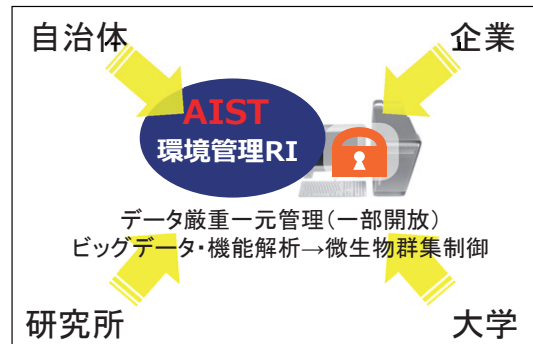 自治体
企業
AIST
環境管理RI
データ厳重一元管理(一部開放)
ビッグデータ・機能解析→微生物群集制御
研究所
大学